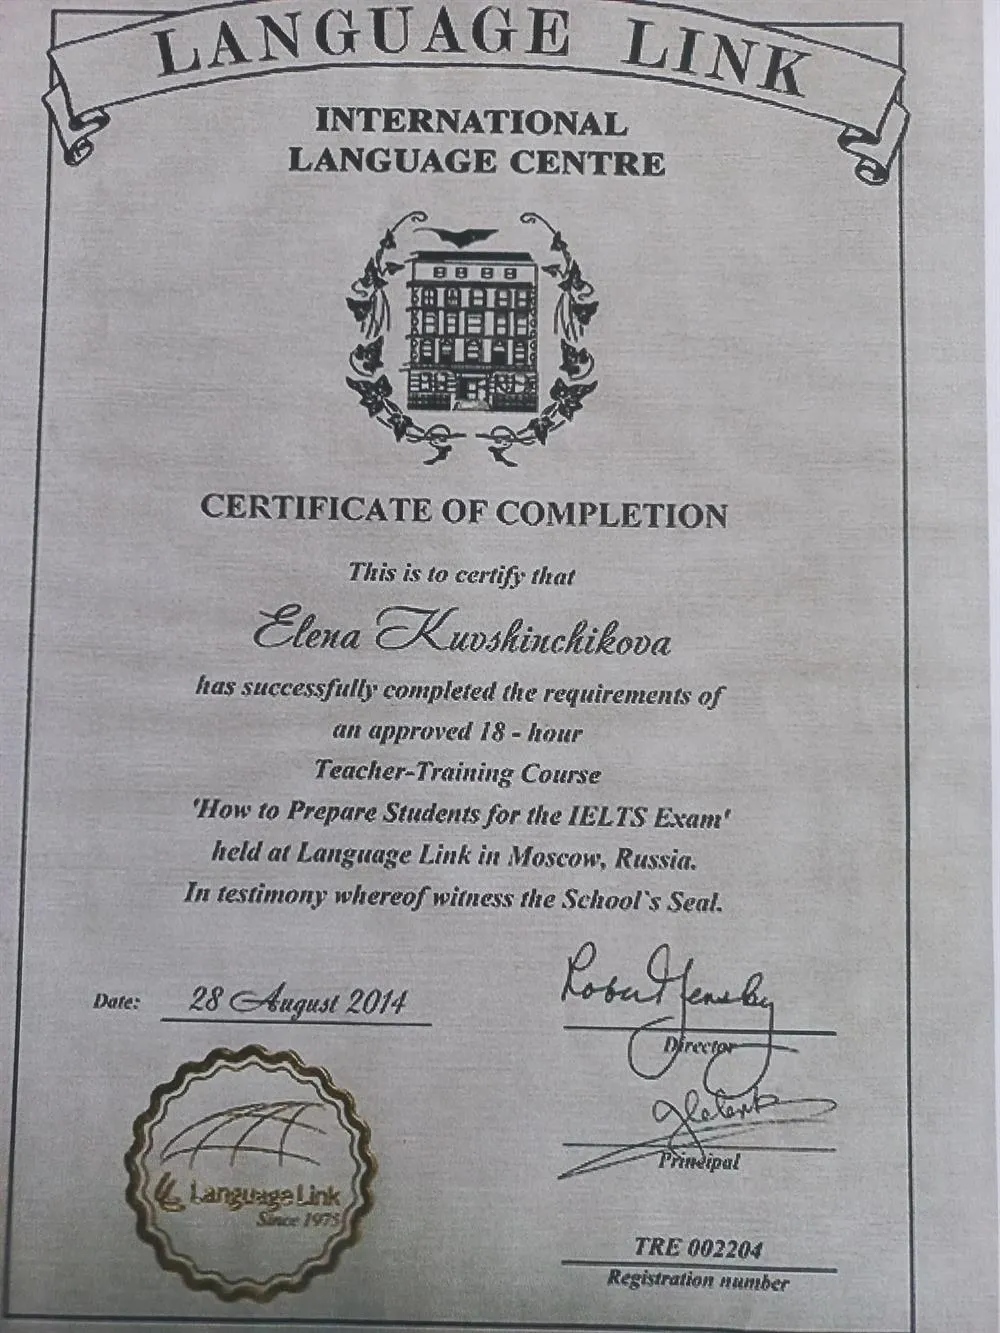 LANGUAGE LINK
INTERNATIONAL
LANGUAGE CENTRE
CERTIFICATE OF COMPLETION
This is to certify that
Elena Kuvshinchikova
has successfully completed the requirements of
an approved 18 - hour
Teacher-Training Course
'How to Prepare Students for the IELTS Exam'
held at Language Link in Moscow, Russia.
In testimony whereof witness the School`s Seal.
Date: 28 August 2014
Robert Jensby
Director
Principal
Language Link
Since 1975
TRE 002204
Registration number